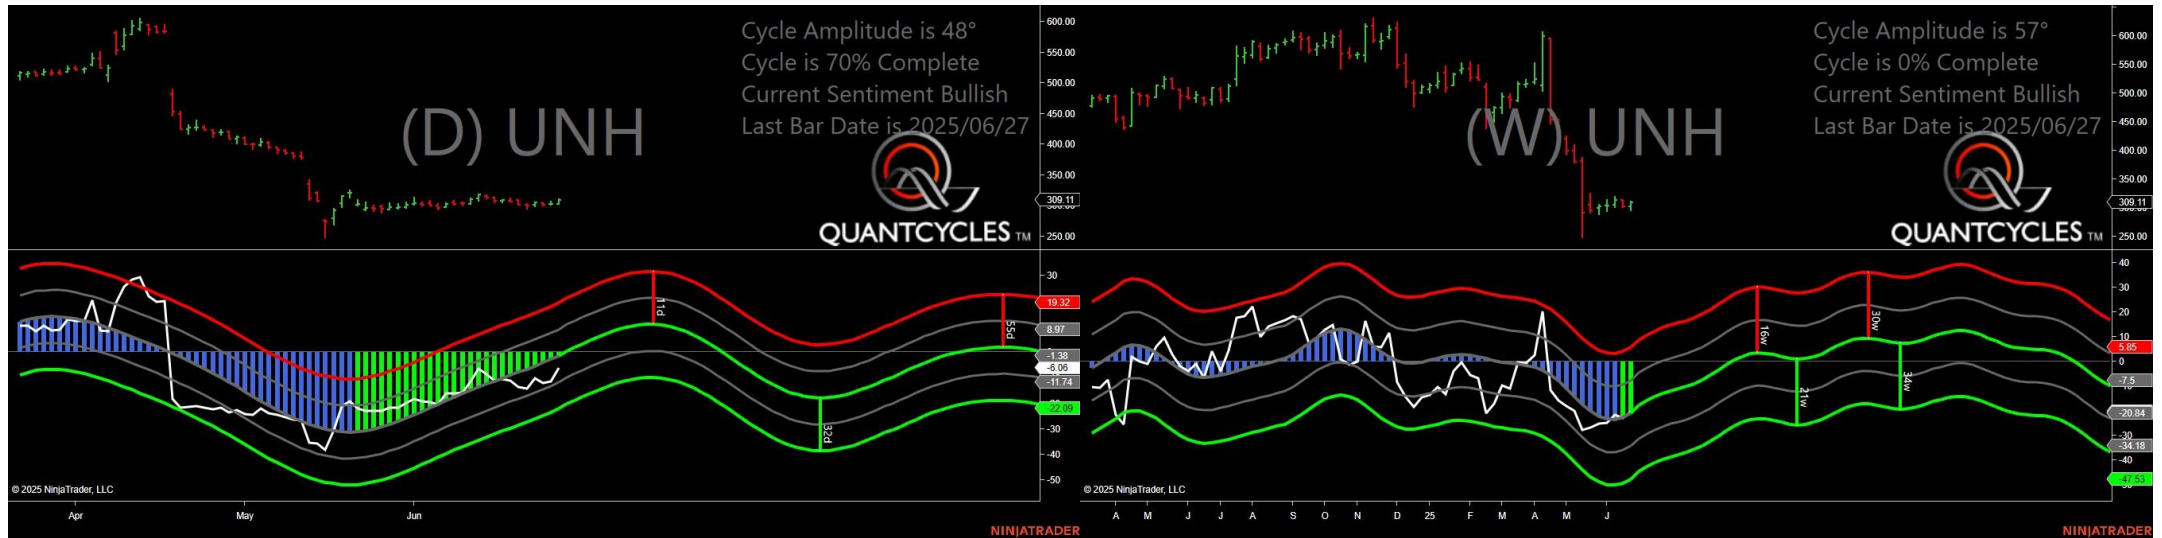 Cycle Amplitude is 48°
Cycle is 70% Complete
Current Sentiment Bullish
Last Bar Date is 2025/06/27
(D) UNH
QUANTCYCLES TM
600.00
550.00
500.00
450.00
400.00
350.00
309.11
250.00
30
19.32
8.97
-1.38
-6.06
-11.74
-22.09
-30
-40
-50
11d
32d
55d
© 2025 NinjaTrader, LLC
Apr May Jun
NINJATRADER
Cycle Amplitude is 57°
Cycle is 0% Complete
Current Sentiment Bullish
Last Bar Date is 2025/06/27
(W) UNH
QUANTCYCLES TM
600.00
550.00
500.00
450.00
400.00
350.00
309.11
250.00
40
30
20
10
5.85
0
-7.5
-20.84
-30
-34.18
-40
-47.53
16w
21w
30w
34w
© 2025 NinjaTrader, LLC
A M J J A S O N D 25 F M A M J
NINJATRADER